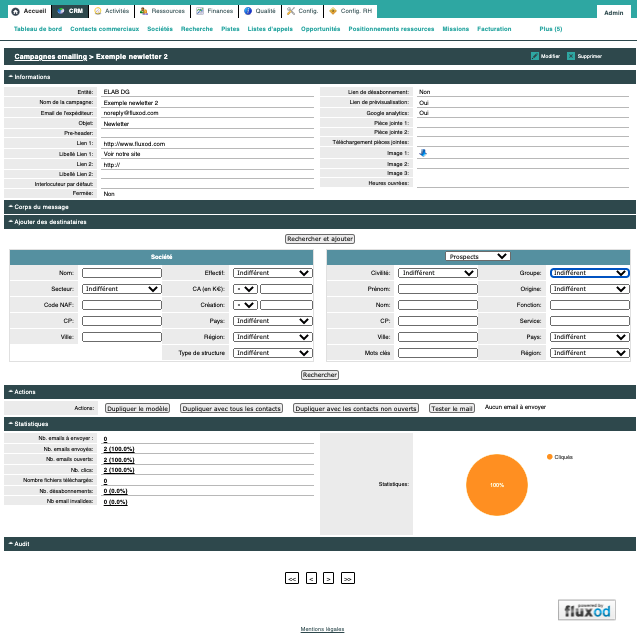 Accueil CRM Activités Ressources Finances Qualité Config. Config. RH Admin
Tableau de bord Contacts commerciaux Sociétés Recherche Pistes Listes d'appels Opportunités Positionnements ressources Missions Facturation Plus (5)
Campagnes emailing > Exemple newletter 2 Modifier Supprimer
Informations
Entité: ELAB DG Lien de désabonnement: Non
Nom de la campagne: Exemple newletter 2 Lien de prévisualisation: Oui
Email de l'expéditeur: noreply@fluxod.com Google analytics: Oui
Objet: Newletter Pièce jointe 1:
Pre-header: Pièce jointe 2:
Lien 1: http://www.fluxod.com Téléchargement pièces jointes:
Libellé Lien 1: Voir notre site Image 1:
Lien 2: http:// Image 2:
Libellé Lien 2: Image 3:
Interlocuteur par défaut: Heures ouvrées:
Fermée: Non
Corps du message
Ajouter des destinataires
Rechercher et ajouter
Société Prospects
Nom: Effectif: Indifférent Civilité: Indifférent Groupe: Indifférent
Secteur: Indifférent CA (en K€): Prénom: Origine: Indifférent
Code NAF: Création: Nom: Fonction:
CP: Pays: Indifférent CP: Service:
Ville: Région: Indifférent Ville: Pays: Indifférent
Type de structure Indifférent Mots clés Région: Indifférent
Rechercher
Actions
Actions: Dupliquer le modèle Dupliquer avec tous les contacts Dupliquer avec les contacts non ouverts Tester le mail Aucun email à envoyer
Statistiques
Nb. emails à envoyer : 0
Nb. emails envoyés: 2 (100.0%)
Nb. emails ouverts: 2 (100.0%)
Nb. clics: 2 (100.0%)
Nombre fichiers téléchargés: 0
Nb. désabonnements: 0 (0.0%)
Nb email invalides: 0 (0.0%)
Statistiques: 100% Cliqués
Audit
<< < > >>
powered by
fluxod
Mentions légales